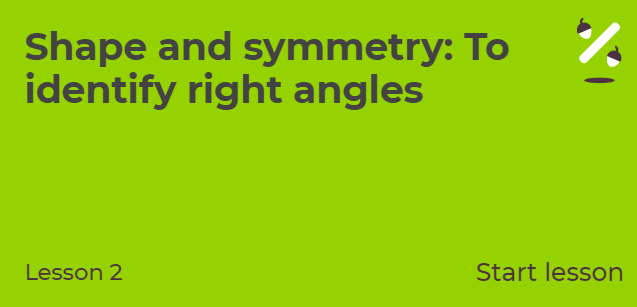 Shape and symmetry: To
identify right angles
Lesson 2
Start lesson